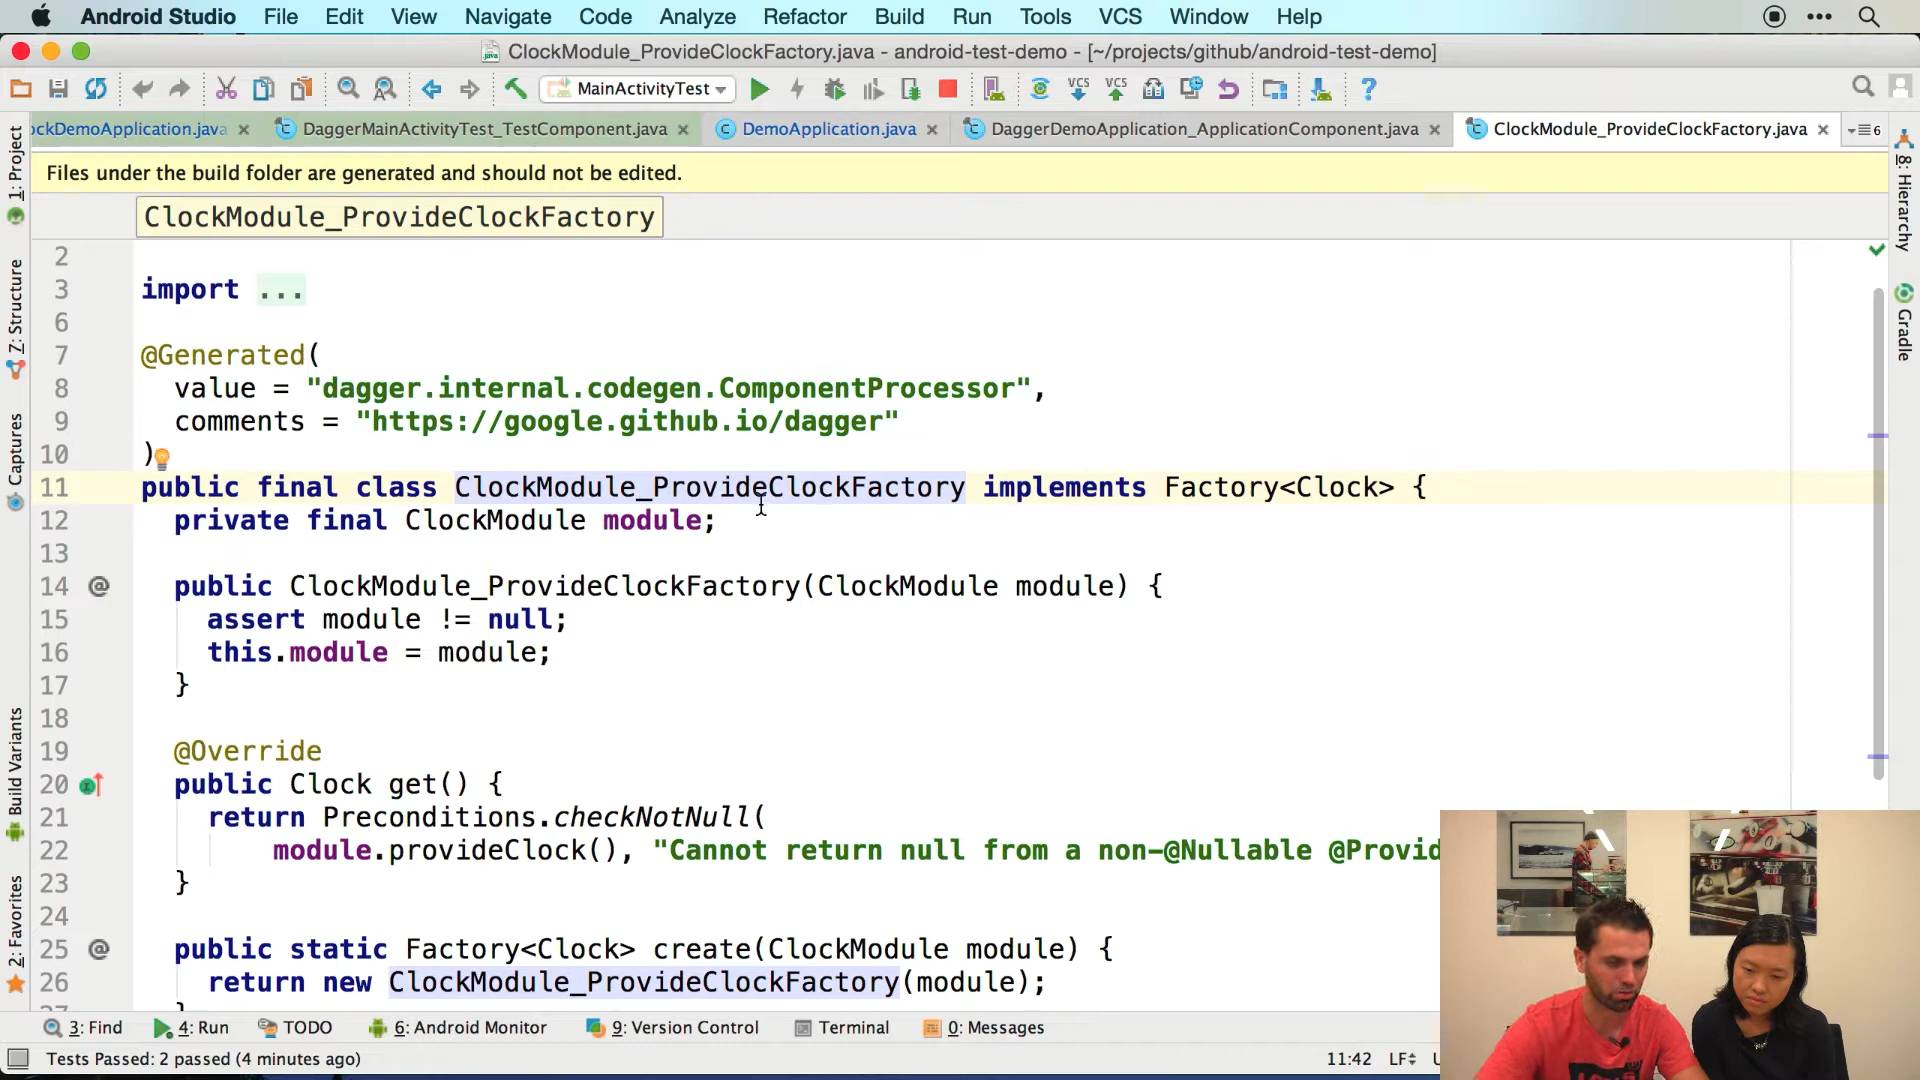 Android Studio File Edit View Navigate Code Analyze Refactor Build Run Tools VCS Window Help
ClockModule_ProvideClockFactory.java - android-test-demo - [~/projects/github/android-test-demo]
MainActivityTest VCS VCS ?
ockDemoApplication.java DaggerMainActivityTest_TestComponent.java DemoApplication.java DaggerDemoApplication_ApplicationComponent.java ClockModule_ProvideClockFactory.java 6
Files under the build folder are generated and should not be edited.
ClockModule_ProvideClockFactory
2
3 import ...
6
7 @Generated(
8 value = "dagger.internal.codegen.ComponentProcessor",
9 comments = "https://google.github.io/dagger"
10 )
11 public final class ClockModule_ProvideClockFactory implements Factory<Clock> {
12 private final ClockModule module;
13
14 @ public ClockModule_ProvideClockFactory(ClockModule module) {
15 assert module != null;
16 this.module = module;
17 }
18
19 @Override
20 public Clock get() {
21 return Preconditions.checkNotNull(
22 module.provideClock(), "Cannot return null from a non-@Nullable @Provid
23 }
24
25 @ public static Factory<Clock> create(ClockModule module) {
26 return new ClockModule_ProvideClockFactory(module);
1: Project
7: Structure
Captures
Build Variants
2: Favorites
8: Hierarchy
Gradle
3: Find 4: Run TODO 6: Android Monitor 9: Version Control Terminal 0: Messages
Tests Passed: 2 passed (4 minutes ago) 11:42 LF